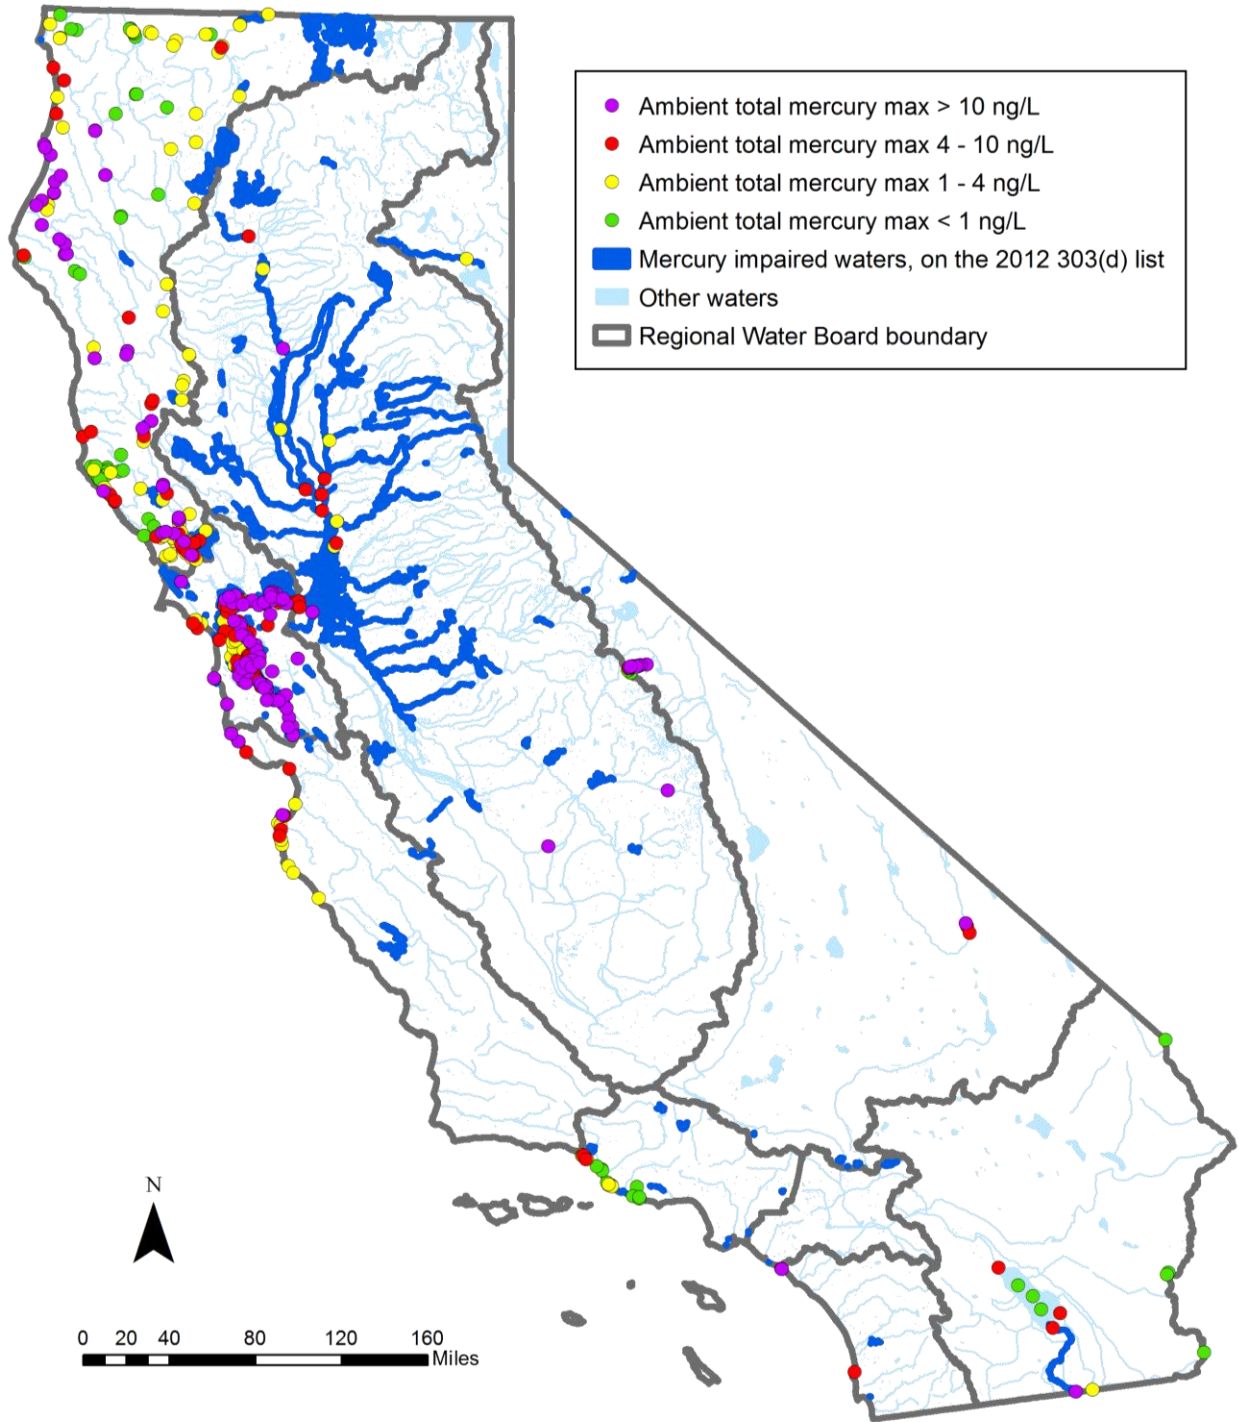 Ambient total mercury max > 10 ng/L
Ambient total mercury max 4 - 10 ng/L
Ambient total mercury max 1 - 4 ng/L
Ambient total mercury max < 1 ng/L
Mercury impaired waters, on the 2012 303(d) list
Other waters
Regional Water Board boundary
N
0 20 40 80 120 160
Miles